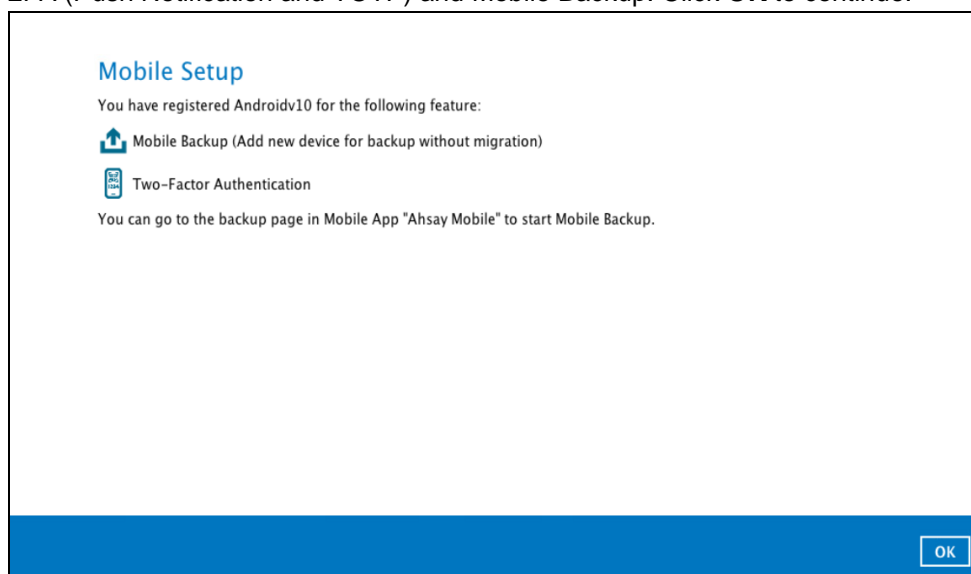 Mobile Setup
You have registered Androidv10 for the following feature:
Mobile Backup (Add new device for backup without migration)
Two-Factor Authentication
You can go to the backup page in Mobile App "Ahsay Mobile" to start Mobile Backup.
OK